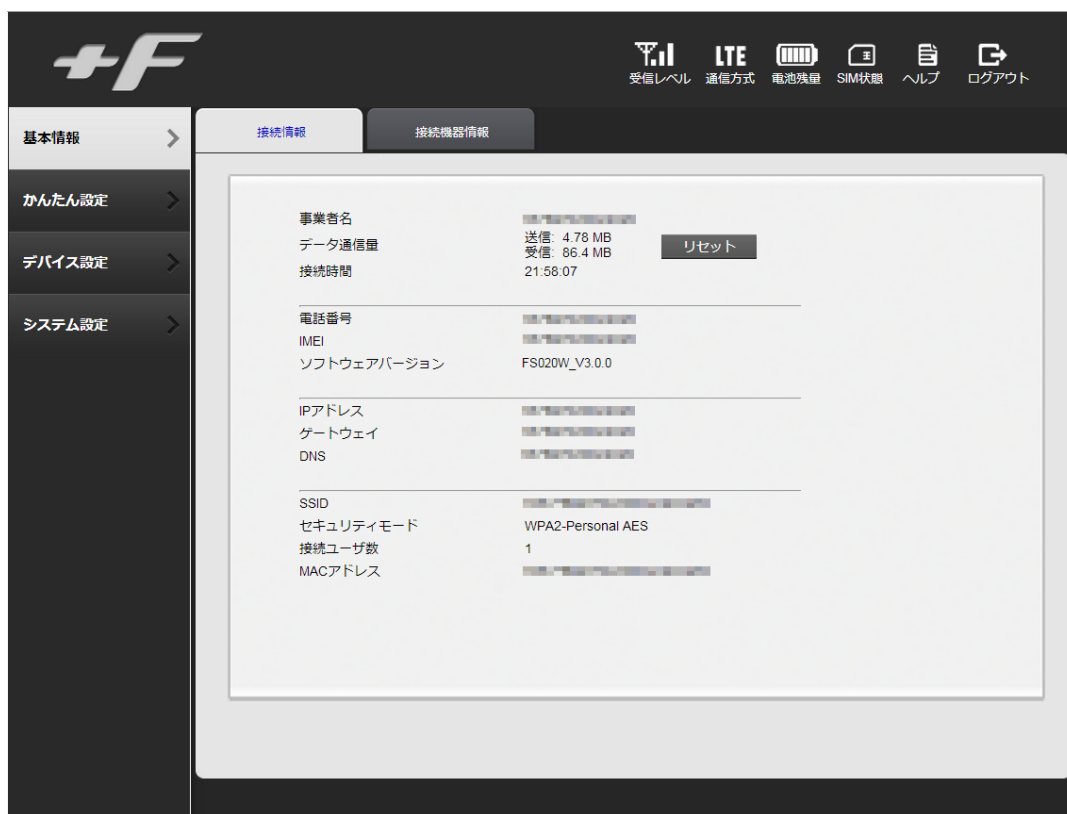 +F
LTE
受信レベル 通信方式 電池残量 SIM状態 ヘルプ ログアウト
基本情報
かんたん設定
デバイス設定
システム設定
接続情報 接続機器情報
事業者名
データ通信量 送信: 4.78 MB
受信: 86.4 MB
リセット
接続時間 21:58:07
電話番号
IMEI
ソフトウェアバージョン FS020W_V3.0.0
IPアドレス
ゲートウェイ
DNS
SSID
セキュリティモード WPA2-Personal AES
接続ユーザ数 1
MACアドレス